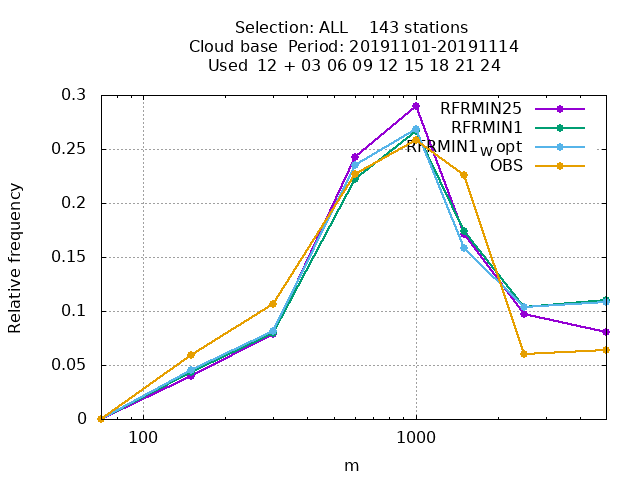 Selection: ALL    143 stations
Cloud base  Period: 20191101-20191114
Used  12 + 03 06 09 12 15 18 21 24
RFRMIN25
RFRMIN1
RFRMIN1W opt
OBS
0.3
0.25
0.2
0.15
0.1
0.05
0
Relative frequency
100
1000
m